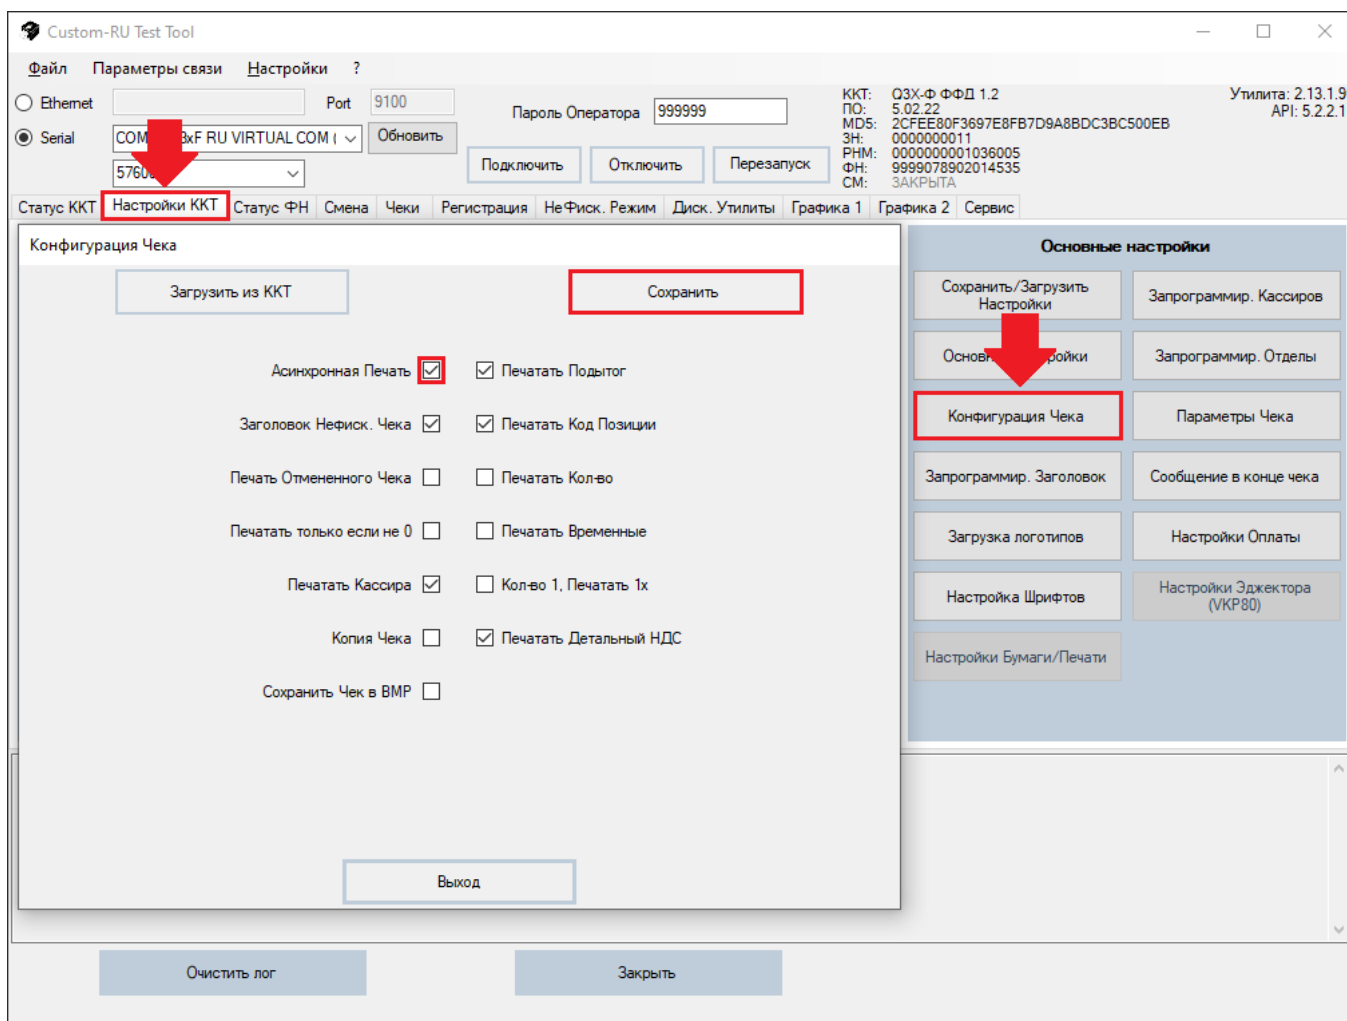 Custom-RU Test Tool
Файл Параметры связи Настройки ?
Ethernet Port 9100
Serial RU VIRTUAL COM ( Обновить
Пароль Оператора 999999
Подключить Отключить Перезапуск
ККТ: Q3X-Ф ФФД 1.2
ПО: 5.02.22
MD5: 2CFEE80F3697E8FB7D9A8BDC3BC500EB
ЗН: 0000000011
РНМ: 0000000001036005
ФН: 9999078902014535
СМ: ЗАКРЫТА
Утилита: 2.13.1.9
API: 5.2.2.1
Статус ККТ Настройки ККТ Статус ФН Смена Чеки Регистрация Не Фиск. Режим Диск. Утилиты Графика 1 Графика 2 Сервис
Конфигурация Чека
Загрузить из ККТ Сохранить
Асинхронная Печать Печатать Подытог
Заголовок Нефиск. Чека Печатать Код Позиции
Печать Отмененного Чека Печатать Кол-во
Печатать только если не 0 Печатать Временные
Печатать Кассира Кол-во 1, Печатать 1х
Копия Чека Печатать Детальный НДС
Сохранить Чек в BMP
Выход
Основные настройки
Сохранить/Загрузить
Настройки
Запрограммир. Кассиров
Запрограммир. Отделы
Конфигурация Чека Параметры Чека
Запрограммир. Заголовок Сообщение в конце чека
Загрузка логотипов Настройки Оплаты
Настройка Шрифтов
Настройки Эджектора
(VKP80)
Настройки Бумаги/Печати
Очистить лог Закрыть